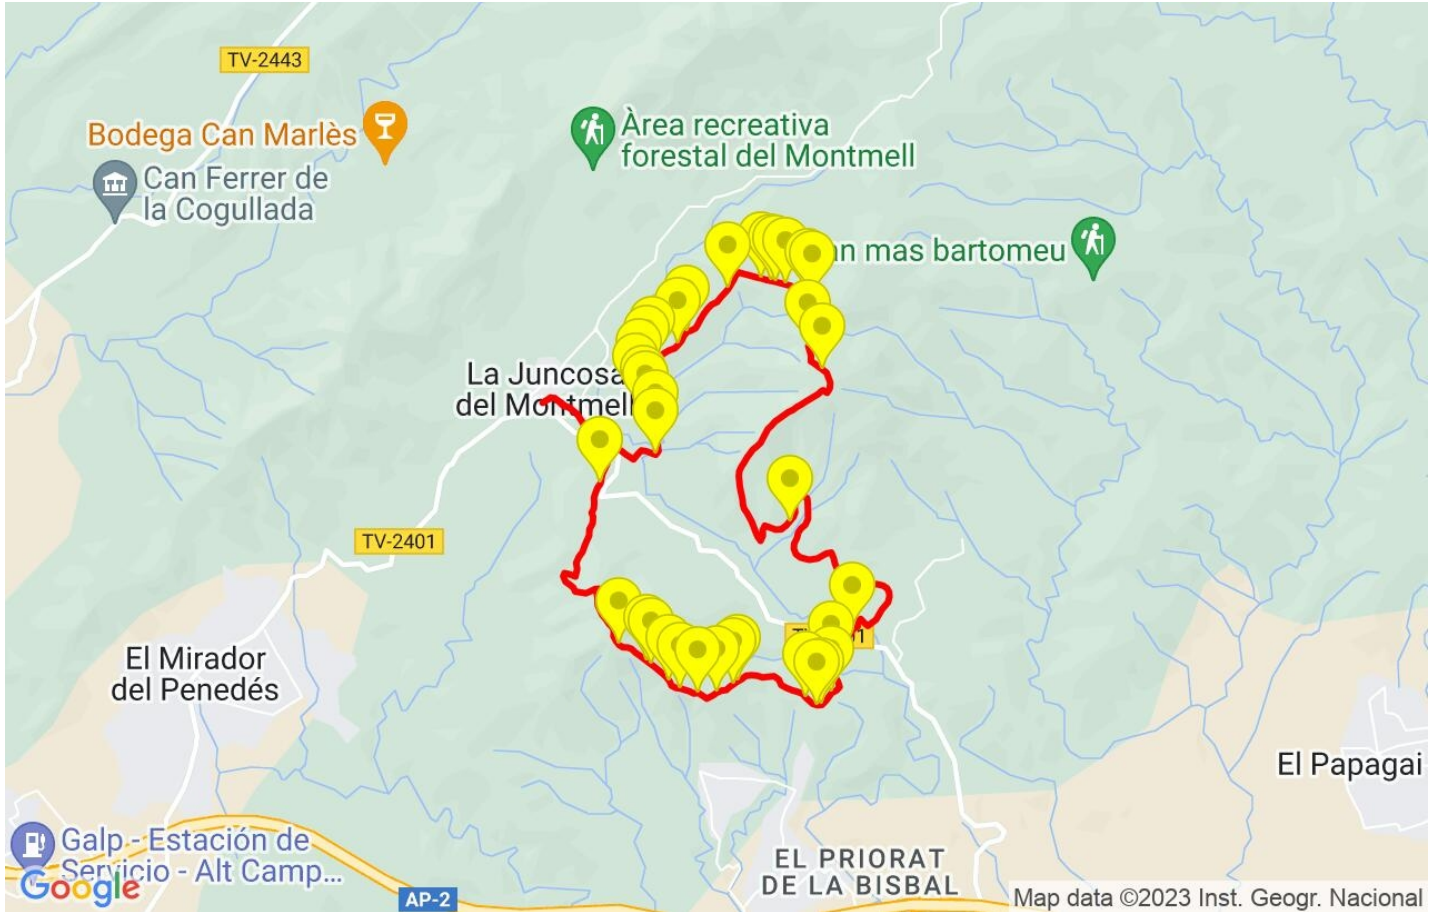 TV-2443
Bodega Can Marlès
Àrea recreativa
forestal del Montmell
Can Ferrer de
la Cogullada
an mas bartomeu
La Juncosa
del Montmell
TV-2401
El Mirador
del Penedés
El Papagai
Galp - Estación de
Servicio - Alt Camp...
EL PRIORAT
DE LA BISBAL
Google
AP-2
Map data ©2023 Inst. Geogr. Nacional